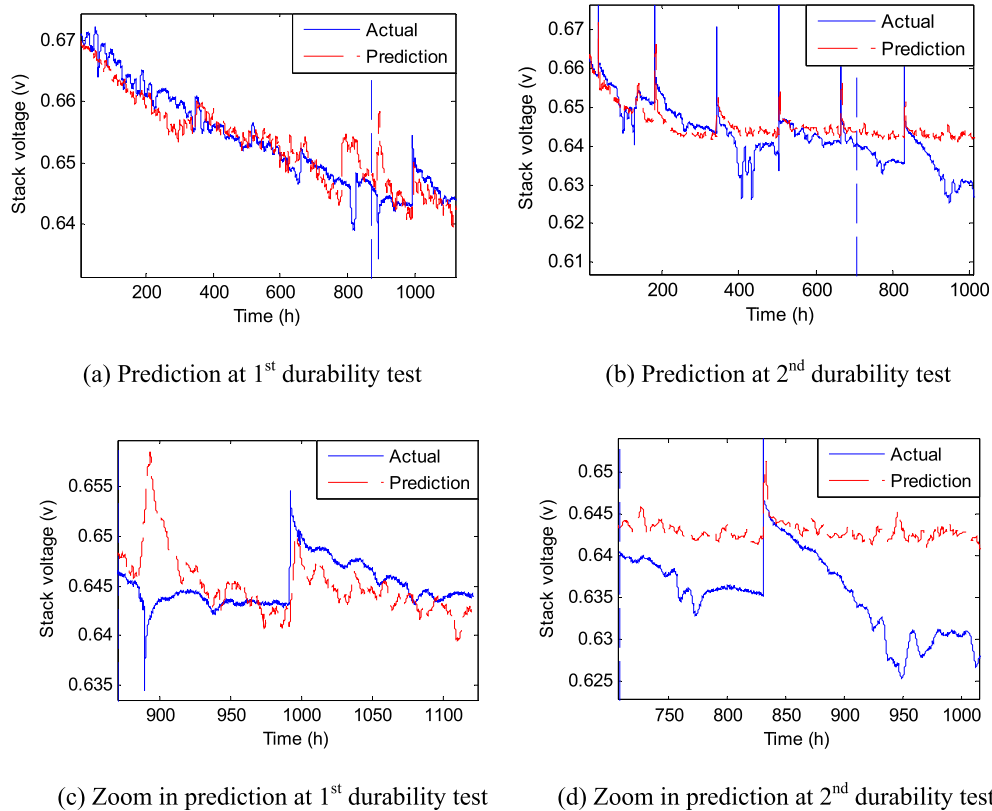 0.67
0.66
0.65
0.64
Stack voltage (v)
200
400
600
800
1000
Time (h)
Actual
Prediction
(a) Prediction at 1st durability test
0.67
0.66
0.65
0.64
0.63
0.62
0.61
Stack voltage (v)
200
400
600
800
1000
Time (h)
Actual
Prediction
(b) Prediction at 2nd durability test
0.655
0.65
0.645
0.64
0.635
Stack voltage (v)
900
950
1000
1050
1100
Time (h)
Actual
Prediction
(c) Zoom in prediction at 1st durability test
0.65
0.645
0.64
0.635
0.63
0.625
Stack voltage (v)
750
800
850
900
950
1000
Time (h)
Actual
Prediction
(d) Zoom in prediction at 2nd durability test